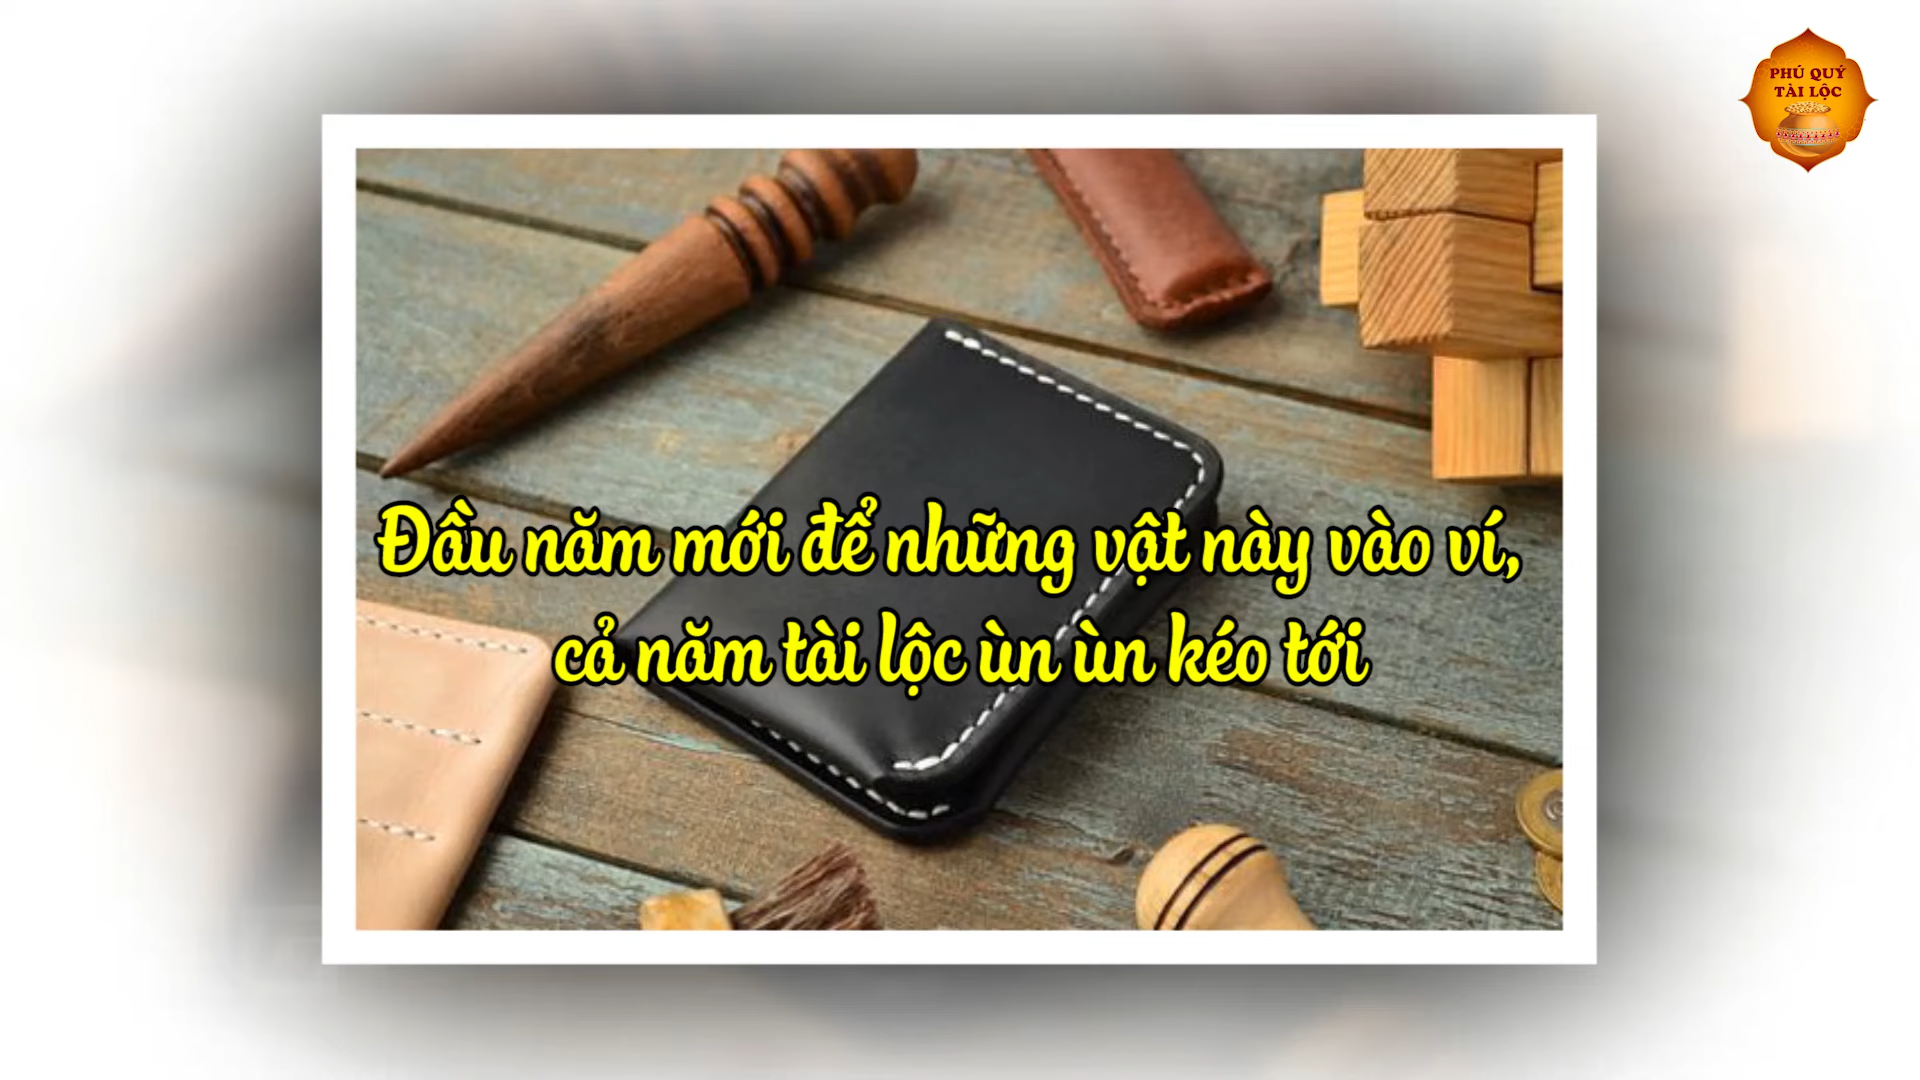 PHÚ QUÝ
TÀI LỘC
Đầu năm mới để những vật này vào ví,
cả năm tài lộc ùn ùn kéo tới